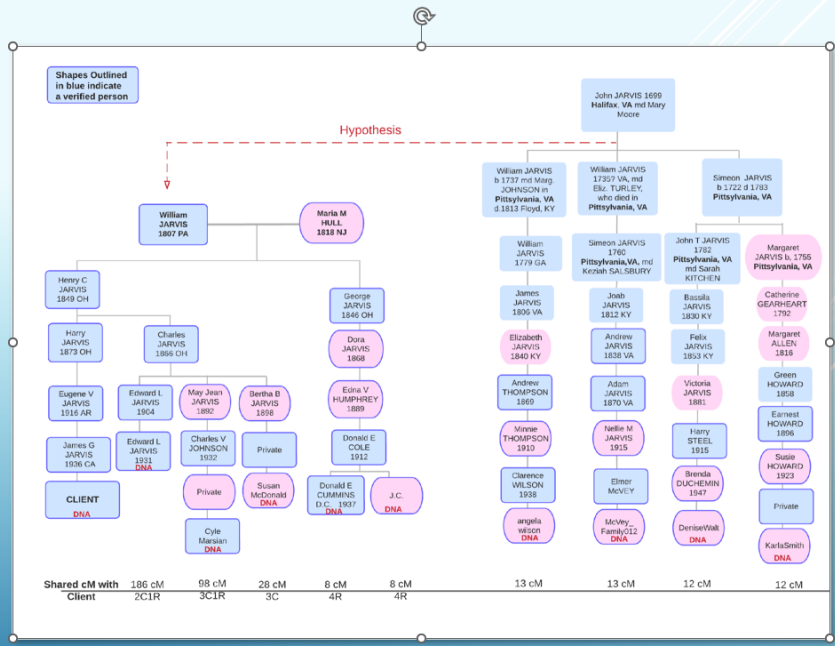 Shapes Outlined
in blue indicate
a verified person
John JARVIS 1699
Halifax, VA md Mary
Moore
Hypothesis
William JARVIS
b 1737 md Marg.
JOHNSON in
Pittsylvania, VA
d.1813 Floyd, KY
William JARVIS
1735? VA, md
Eliz. TURLEY,
who died in
Pittsylvania, VA
Simeon JARVIS
b 1722 d 1783
Pittsylvania, VA
William
JARVIS
1807 PA
Maria M
HULL
1818 NJ
William
JARVIS
1779 GA
Simeon JARVIS
1760
Pittsylvania,VA, md
Keziah SALSBURY
John T JARVIS
1782
Pittsylvania, VA
md Sarah
KITCHEN
Margaret
JARVIS b, 1755
Pittsylvania, VA
Henry C
JARVIS
1849 OH
George
JARVIS
1846 OH
James
JARVIS
1806 VA
Joab
JARVIS
1812 KY
Bassila
JARVIS
1830 KY
Catherine
GEARHEART
1792
Harry
JARVIS
1873 OH
Charles
JARVIS
1866 OH
Dora
JARVIS
1868
Elizabeth
JARVIS
1840 KY
Andrew
JARVIS
1838 VA
Felix
JARVIS
1853 KY
Margaret
ALLEN
1816
Eugene V
JARVIS
1916 AR
Edward L
JARVIS
1904
May Jean
JARVIS
1892
Bertha B
JARVIS
1898
Edna V
HUMPHREY
1889
Andrew
THOMPSON
1869
Adam
JARVIS
1870 VA
Victoria
JARVIS
1881
Green
HOWARD
1858
James G
JARVIS
1936 CA
Edward L
JARVIS
1931
DNA
Charles V
JOHNSON
1932
Private
Donald E
COLE
1912
Minnie
THOMPSON
1910
Nellie M
JARVIS
1915
Harry
STEEL
1915
Earnest
HOWARD
1896
CLIENT
DNA
Private
Susan
McDonald
DNA
Donald E
CUMMINS
D.C. 1937
DNA
J.C.
DNA
Clarence
WILSON
1938
Elmer
McVEY
Brenda
DUCHEMIN
1947
Susie
HOWARD
1923
Cyle
Marsian
DNA
angela
wilson
DNA
McVey_
Family012
DNA
DeniseWalt
DNA
Private
KarlaSmith
DNA
Shared cM with 186 cM 98 cM 28 cM 8 cM 8 cM 13 cM 13 cM 12 cM 12 cM
Client 2C1R 3C1R 3C 4R 4R